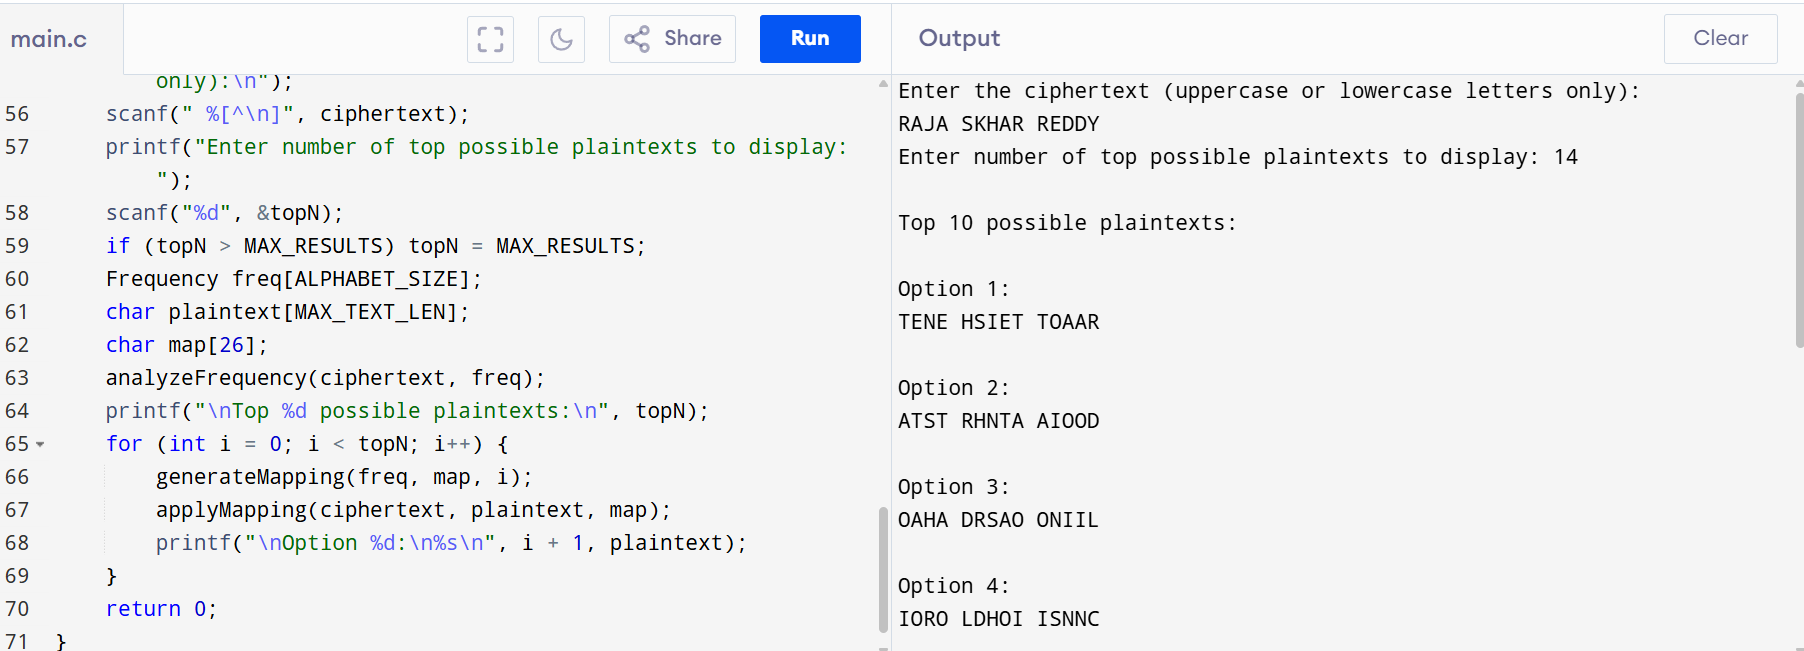 main.c
Share
Run
Output
Clear
only):\n");
56 scanf(" %[^\n]", ciphertext);
57 printf("Enter number of top possible plaintexts to display:
");
58 scanf("%d", &topN);
59 if (topN > MAX_RESULTS) topN = MAX_RESULTS;
60 Frequency freq[ALPHABET_SIZE];
61 char plaintext[MAX_TEXT_LEN];
62 char map[26];
63 analyzeFrequency(ciphertext, freq);
64 printf("\nTop %d possible plaintexts:\n", topN);
65 for (int i = 0; i < topN; i++) {
66 generateMapping(freq, map, i);
67 applyMapping(ciphertext, plaintext, map);
68 printf("\nOption %d:\n%s\n", i + 1, plaintext);
69 }
70 return 0;
71 }
Enter the ciphertext (uppercase or lowercase letters only):
RAJA SKHAR REDDY
Enter number of top possible plaintexts to display: 14
Top 10 possible plaintexts:
Option 1:
TENE HSIET TOAAR
Option 2:
ATST RHNTA AIOOD
Option 3:
OAHA DRSAO ONIIL
Option 4:
IORO LDHOI ISNNC